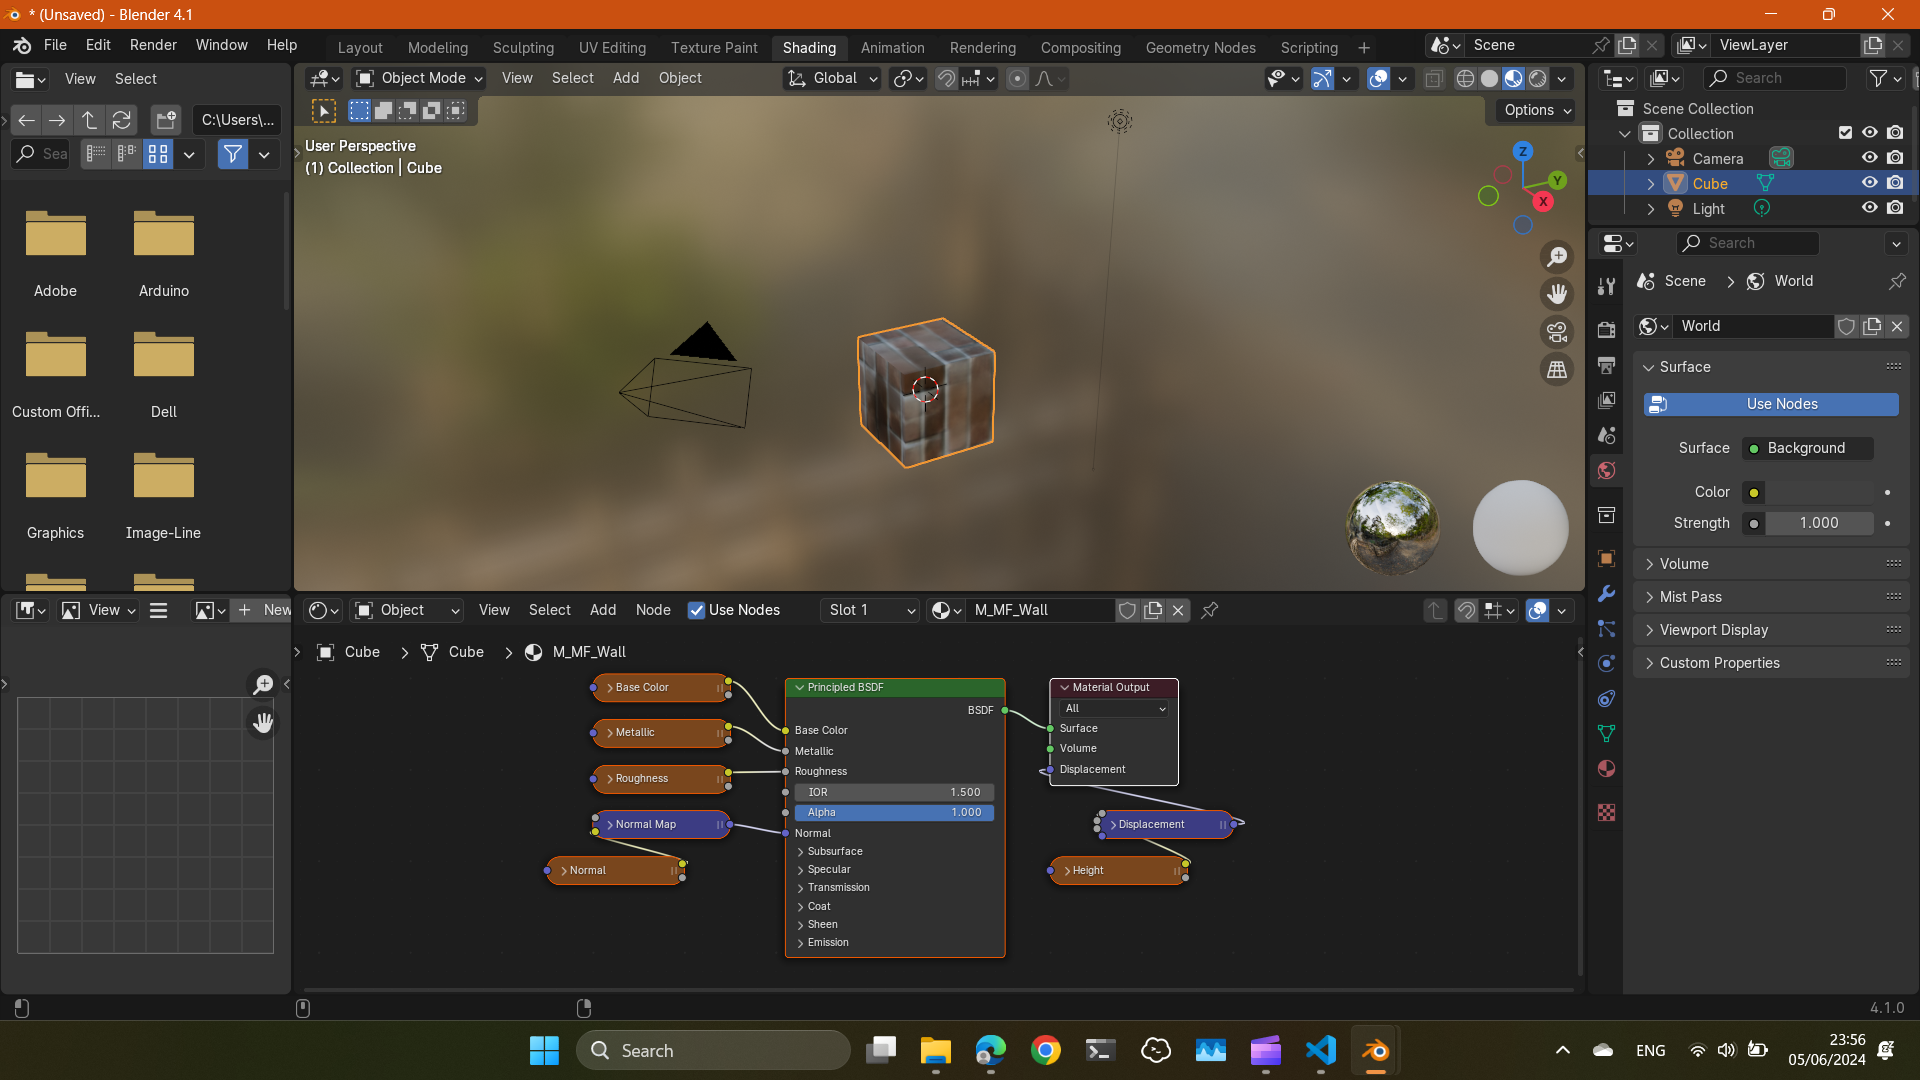 * (Unsaved) - Blender 4.1
File Edit Render Window Help
Layout Modeling Sculpting UV Editing Texture Paint Shading Animation Rendering Compositing Geometry Nodes Scripting +
Scene
ViewLayer
View Select
C:\Users\...
Sea
Adobe
Arduino
Custom Offi...
Dell
Graphics
Image-Line
Object Mode View Select Add Object
Global
Options
User Perspective
(1) Collection | Cube
Z
Y
X
Search
Scene Collection
Collection
Camera
Cube
Light
Search
Scene > World
World
Surface
Use Nodes
Surface Background
Color
Strength 1.000
Volume
Mist Pass
Viewport Display
Custom Properties
View
+ New
Object View Select Add Node Use Nodes Slot 1 M_MF_Wall
Cube > Cube > M_MF_Wall
Base Color
Metallic
Roughness
Normal Map
Normal
Principled BSDF
BSDF
Base Color
Metallic
Roughness
IOR 1.500
Alpha 1.000
Normal
Subsurface
Specular
Transmission
Coat
Sheen
Emission
Material Output
All
Surface
Volume
Displacement
Displacement
Height
4.1.0
Search
ENG
23:56
05/06/2024